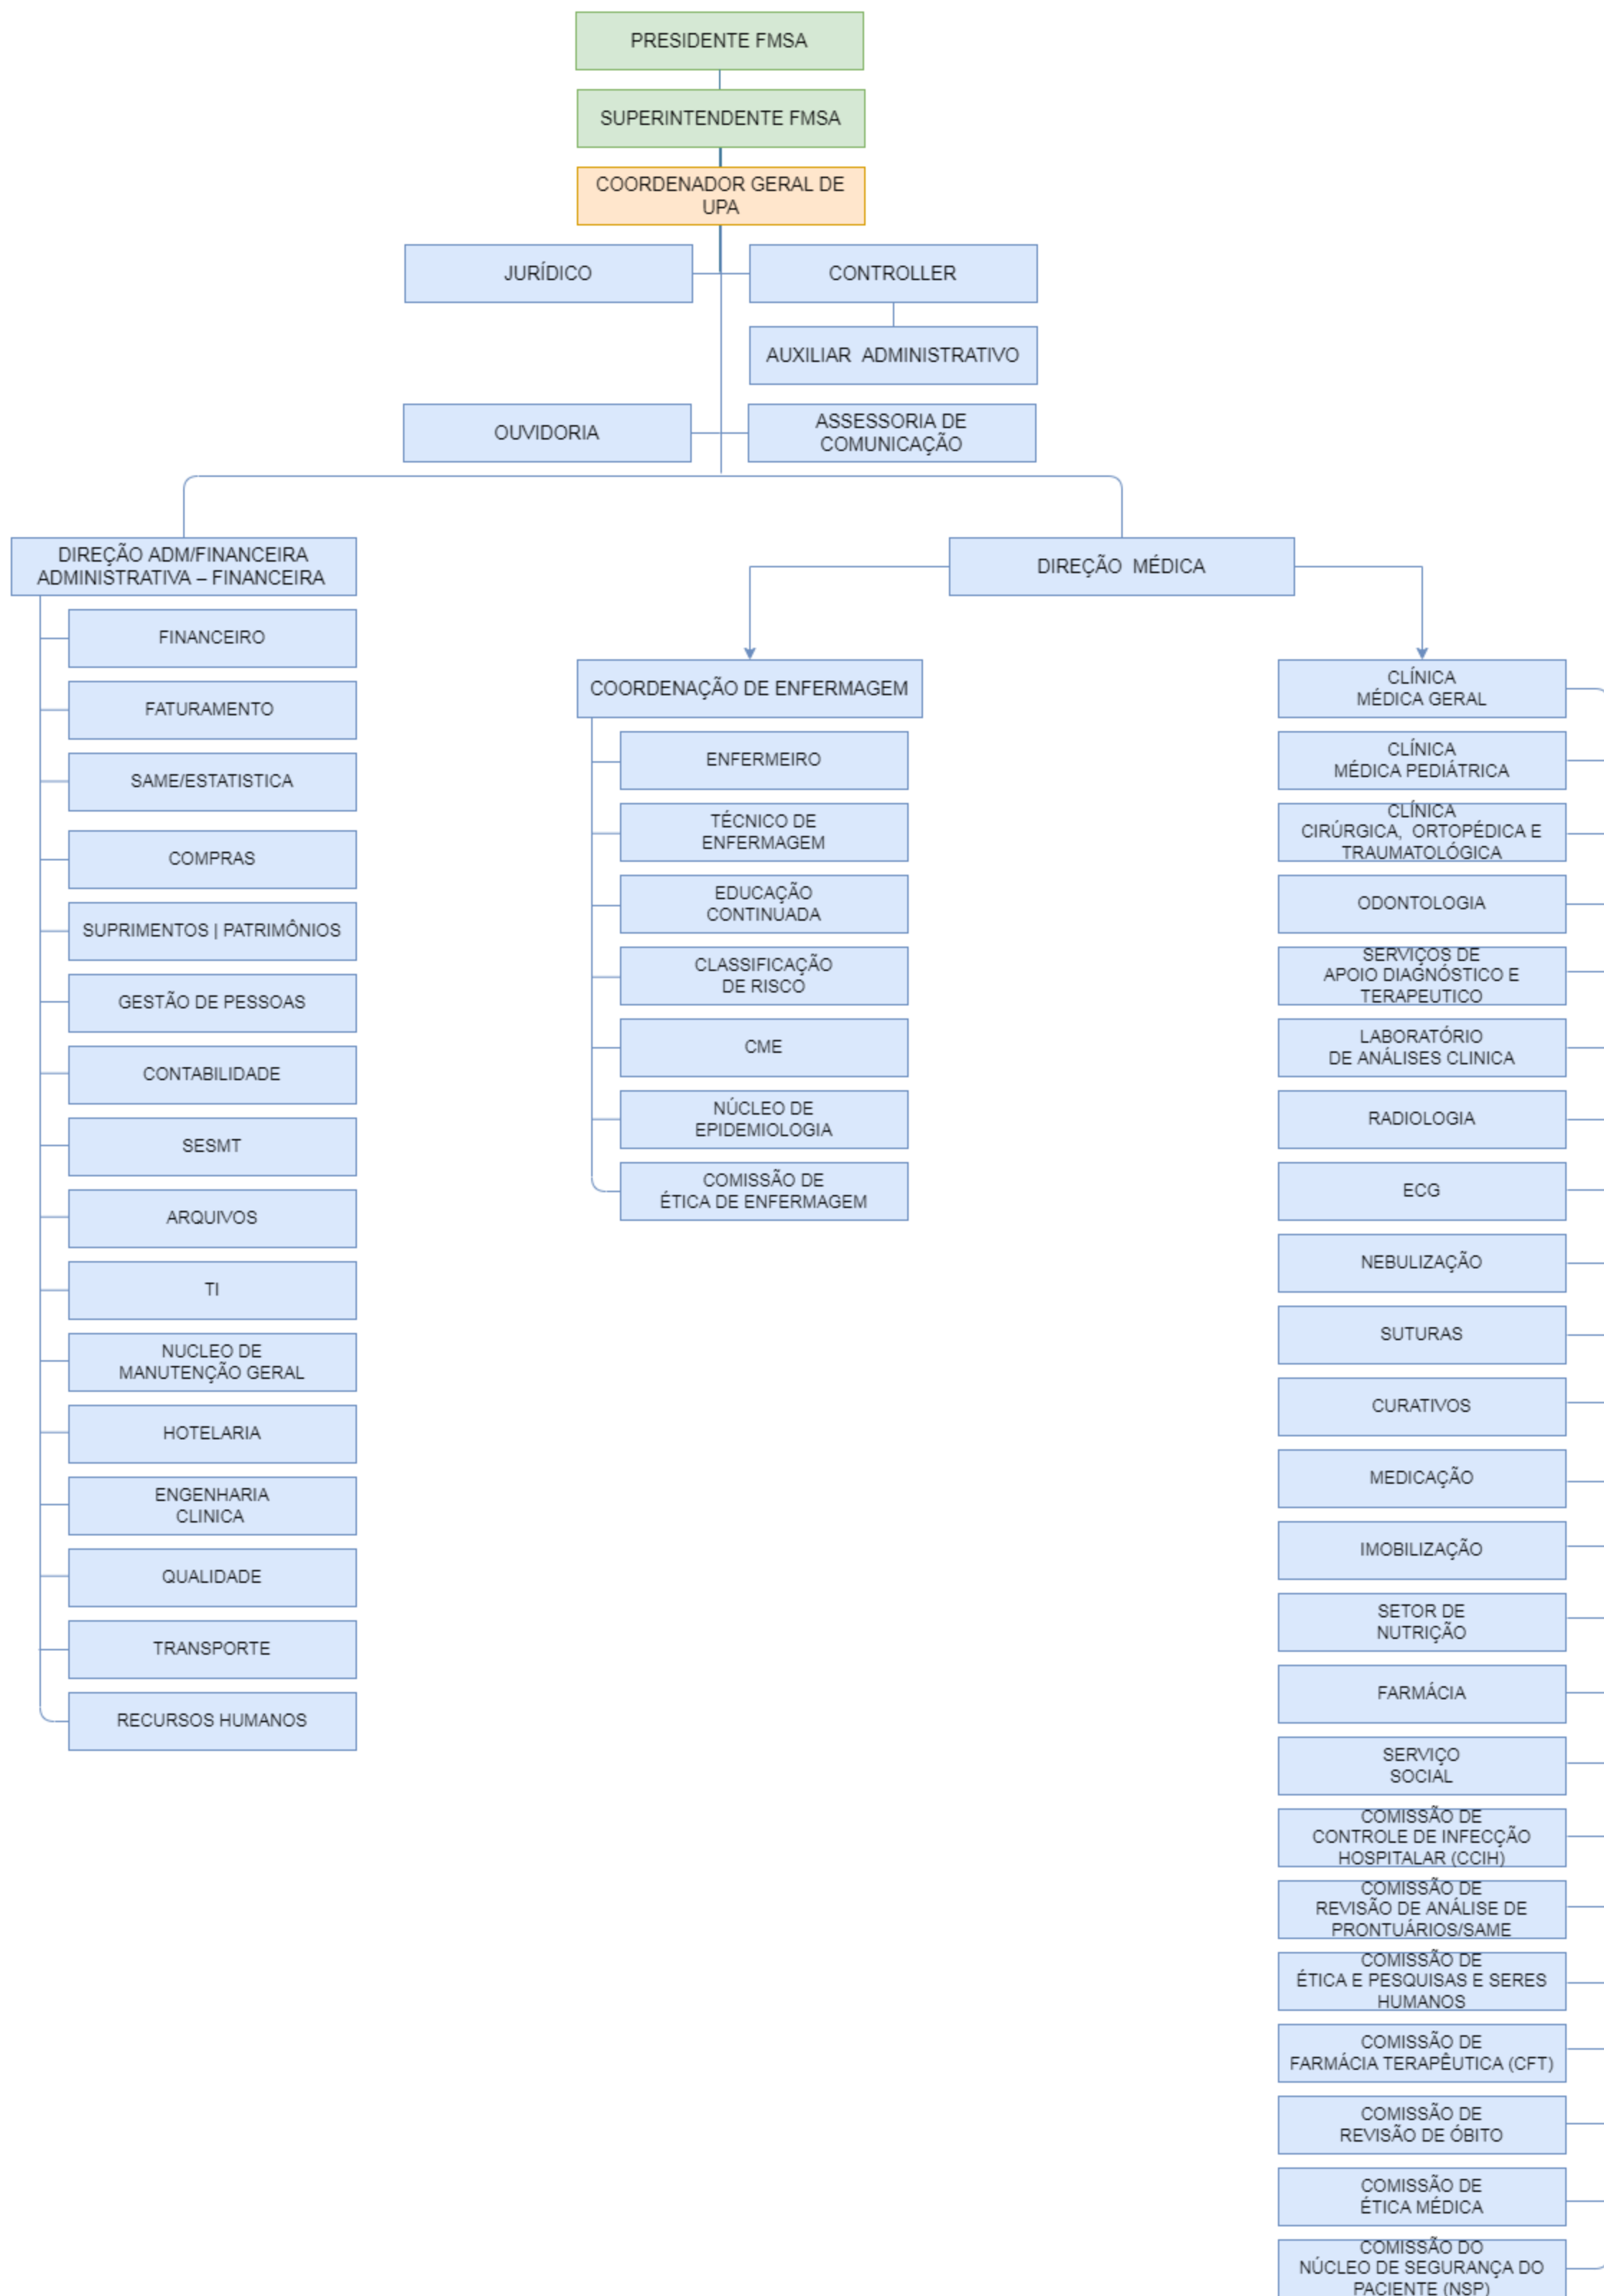 PRESIDENTE FMSA
SUPERINTENDENTE FMSA
COORDENADOR GERAL DE
UPA
JURÍDICO
CONTROLLER
AUXILIAR ADMINISTRATIVO
OUVIDORIA
ASSESSORIA DE
COMUNICAÇÃO
DIREÇÃO ADM/FINANCEIRA
ADMINISTRATIVA – FINANCEIRA
FINANCEIRO
FATURAMENTO
SAME/ESTATISTICA
COMPRAS
SUPRIMENTOS | PATRIMÔNIOS
GESTÃO DE PESSOAS
CONTABILIDADE
SESMT
ARQUIVOS
TI
NUCLEO DE
MANUTENÇÃO GERAL
HOTELARIA
ENGENHARIA
CLINICA
QUALIDADE
TRANSPORTE
RECURSOS HUMANOS
DIREÇÃO MÉDICA
COORDENAÇÃO DE ENFERMAGEM
ENFERMEIRO
TÉCNICO DE
ENFERMAGEM
EDUCAÇÃO
CONTINUADA
CLASSIFICAÇÃO
DE RISCO
CME
NÚCLEO DE
EPIDEMIOLOGIA
COMISSÃO DE
ÉTICA DE ENFERMAGEM
CLÍNICA
MÉDICA GERAL
CLÍNICA
MÉDICA PEDIÁTRICA
CLÍNICA
CIRÚRGICA, ORTOPÉDICA E
TRAUMATOLÓGICA
ODONTOLOGIA
SERVIÇOS DE
APOIO DIAGNÓSTICO E
TERAPEUTICO
LABORATÓRIO
DE ANÁLISES CLINICA
RADIOLOGIA
ECG
NEBULIZAÇÃO
SUTURAS
CURATIVOS
MEDICAÇÃO
IMOBILIZAÇÃO
SETOR DE
NUTRIÇÃO
FARMÁCIA
SERVIÇO
SOCIAL
COMISSÃO DE
CONTROLE DE INFECÇÃO
HOSPITALAR (CCIH)
COMISSÃO DE
REVISÃO DE ANÁLISE DE
PRONTUÁRIOS/SAME
COMISSÃO DE
ÉTICA E PESQUISAS E SERES
HUMANOS
COMISSÃO DE
FARMÁCIA TERAPÊUTICA (CFT)
COMISSÃO DE
REVISÃO DE ÓBITO
COMISSÃO DE
ÉTICA MÉDICA
COMISSÃO DO
NÚCLEO DE SEGURANÇA DO
PACIENTE (NSP)